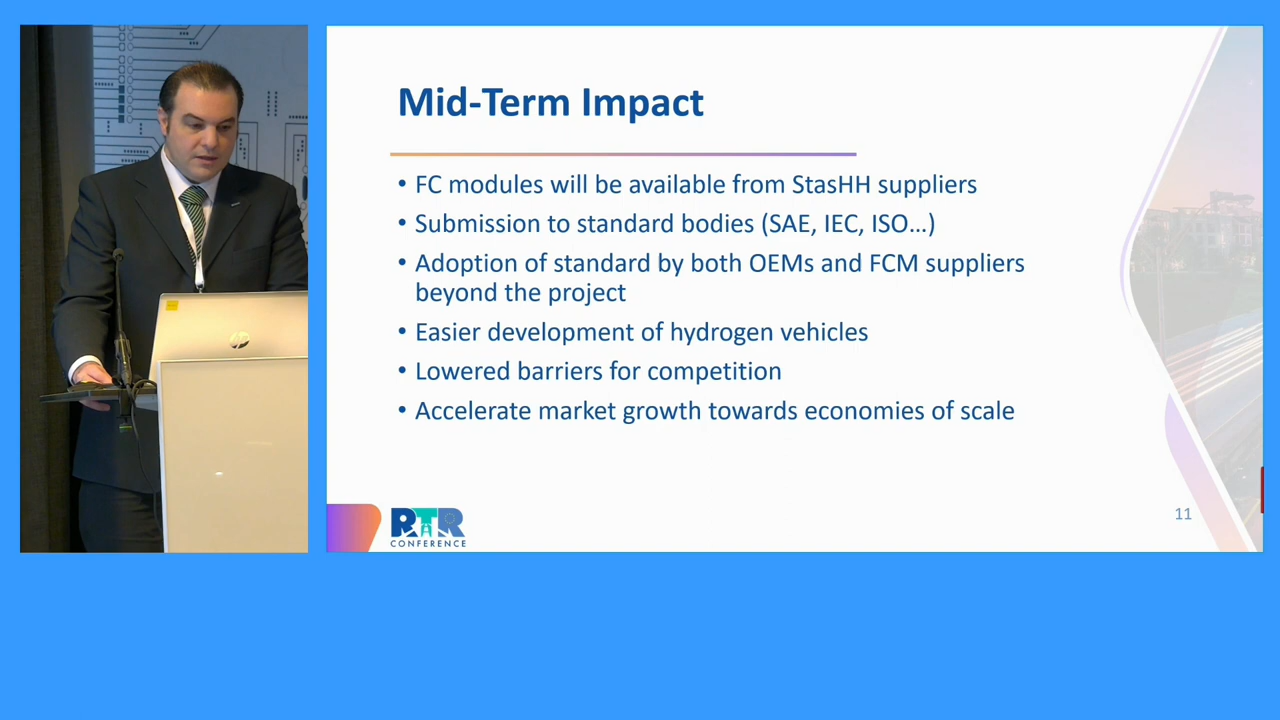 Mid-Term Impact
• FC modules will be available from StasHH suppliers
• Submission to standard bodies (SAE, IEC, ISO…)
• Adoption of standard by both OEMs and FCM suppliers
beyond the project
• Easier development of hydrogen vehicles
• Lowered barriers for competition
• Accelerate market growth towards economies of scale
RTR
CONFERENCE
11
hp